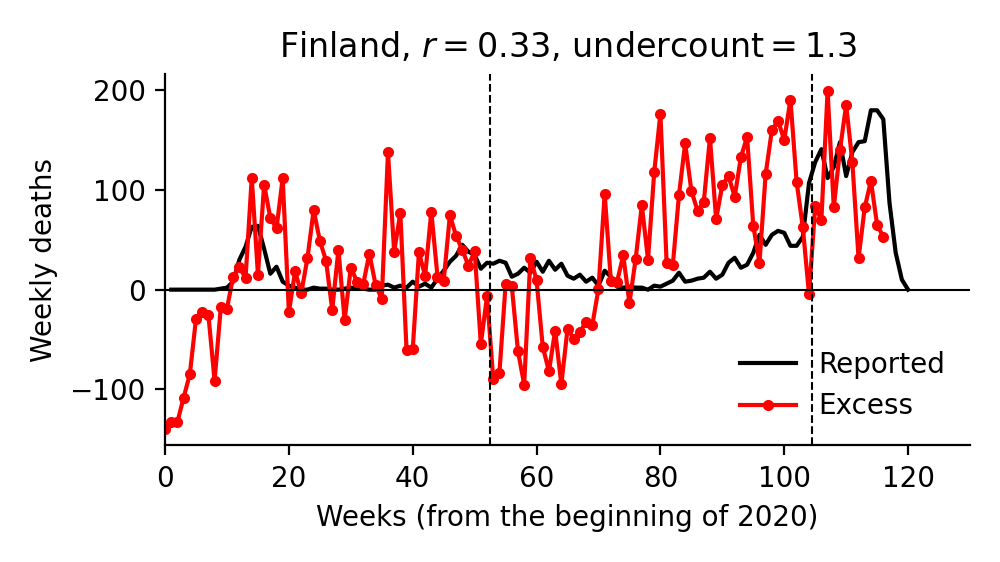 Finland, r = 0.33, undercount = 1.3
Weekly deaths
200
100
0
−100
Reported
Excess
0 20 40 60 80 100 120
Weeks (from the beginning of 2020)